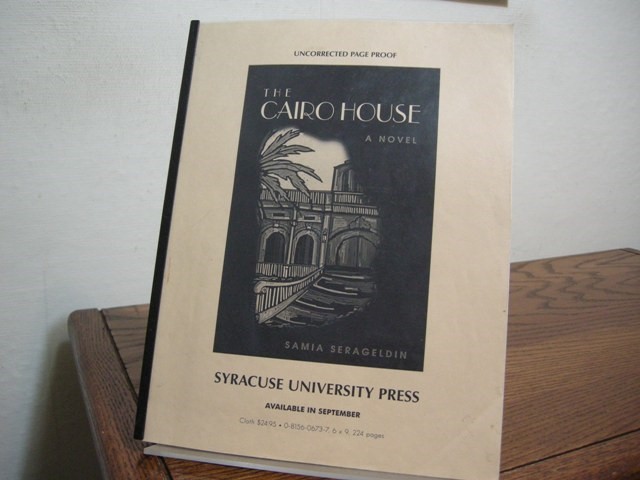 UNCORRECTED PAGE PROOF
THE
CAIRO HOUSE
A NOVEL
SAMIA SERAGELDIN
SYRACUSE UNIVERSITY PRESS
AVAILABLE IN SEPTEMBER
Cloth $24.95 • 0-8156-0673-7, 6 x 9, 224 pages